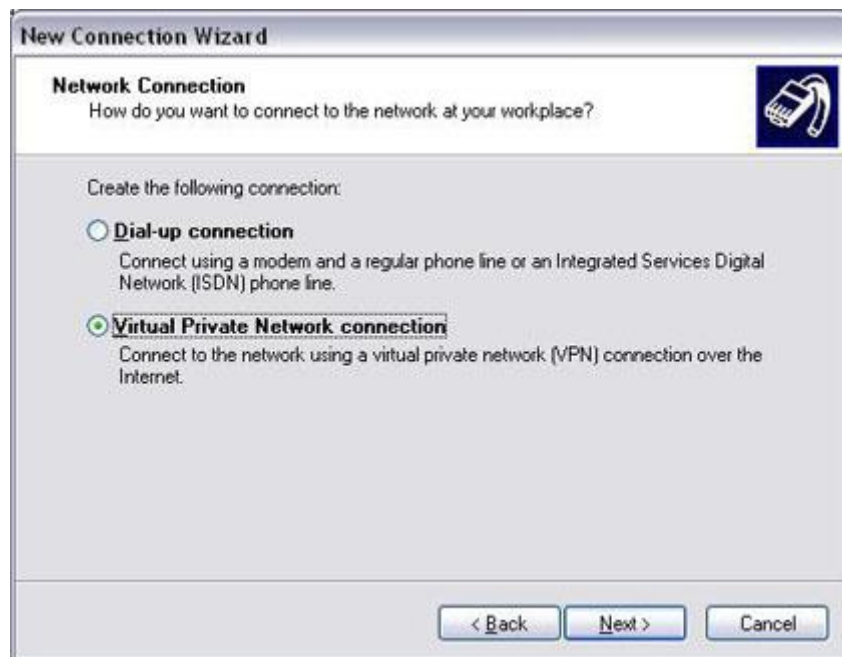 New Connection Wizard
Network Connection
How do you want to connect to the network at your workplace?
Create the following connection:
Dial-up connection
Connect using a modem and a regular phone line or an Integrated Services Digital
Network (ISDN) phone line.
Virtual Private Network connection
Connect to the network using a virtual private network (VPN) connection over the
Internet.
< Back
Next >
Cancel